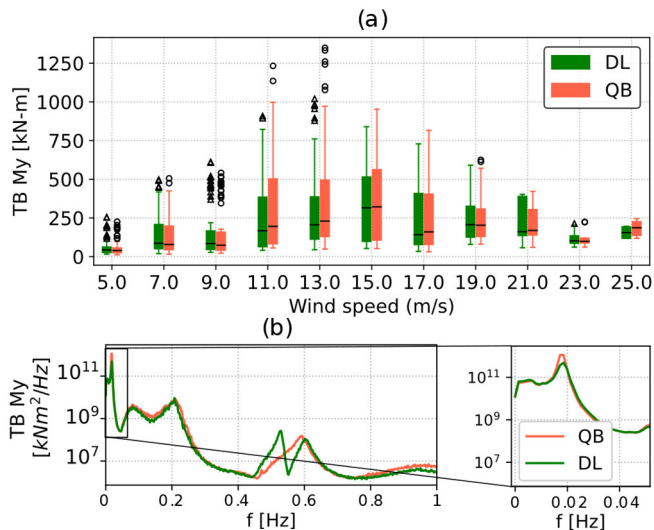 (a)
TB My [kN-m]
1250
1000
750
500
250
0
DL
QB
5.0 7.0 9.0 11.0 13.0 15.0 17.0 19.0 21.0 23.0 25.0
Wind speed (m/s)
(b)
TB My
[kNm²/Hz]
10¹¹
10⁹
10⁷
0 0.2 0.4 0.6 0.8 1
f [Hz]
10¹¹
10⁹
10⁷
QB
DL
0 0.02 0.04
f [Hz]